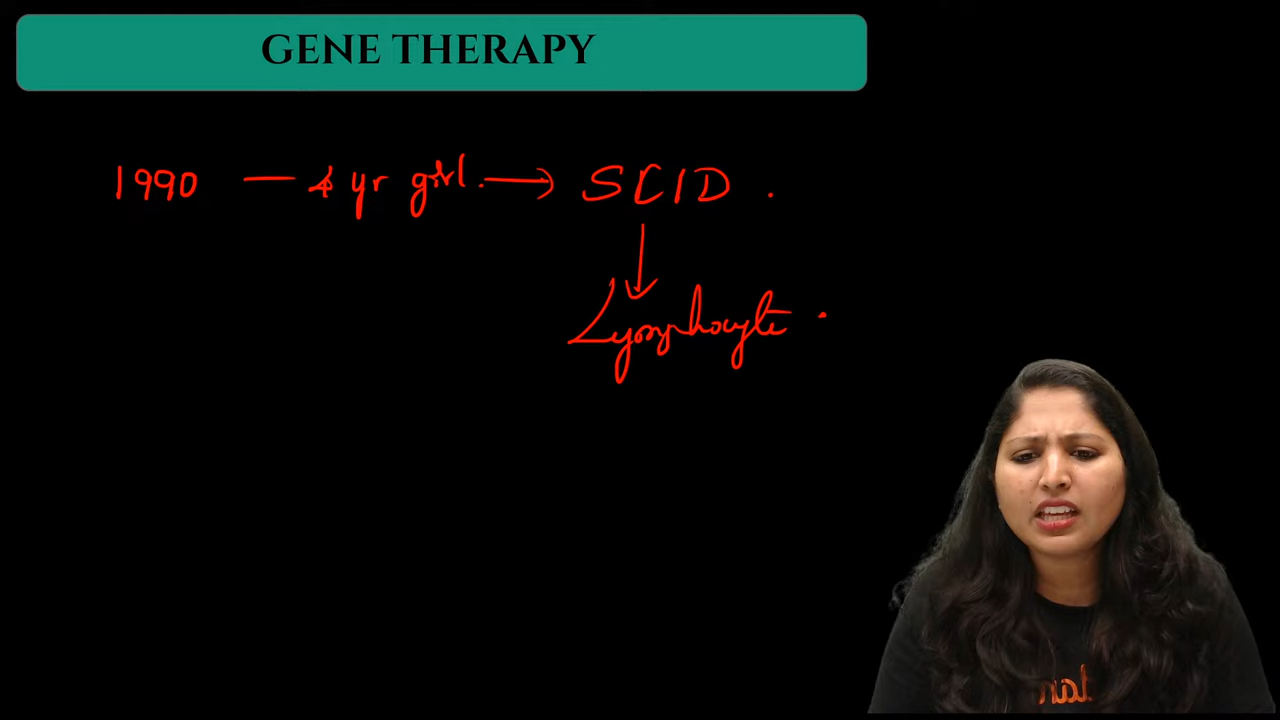 GENE THERAPY
1990 — 4 yr girl. → SCID .
↓
Lymphocyte .